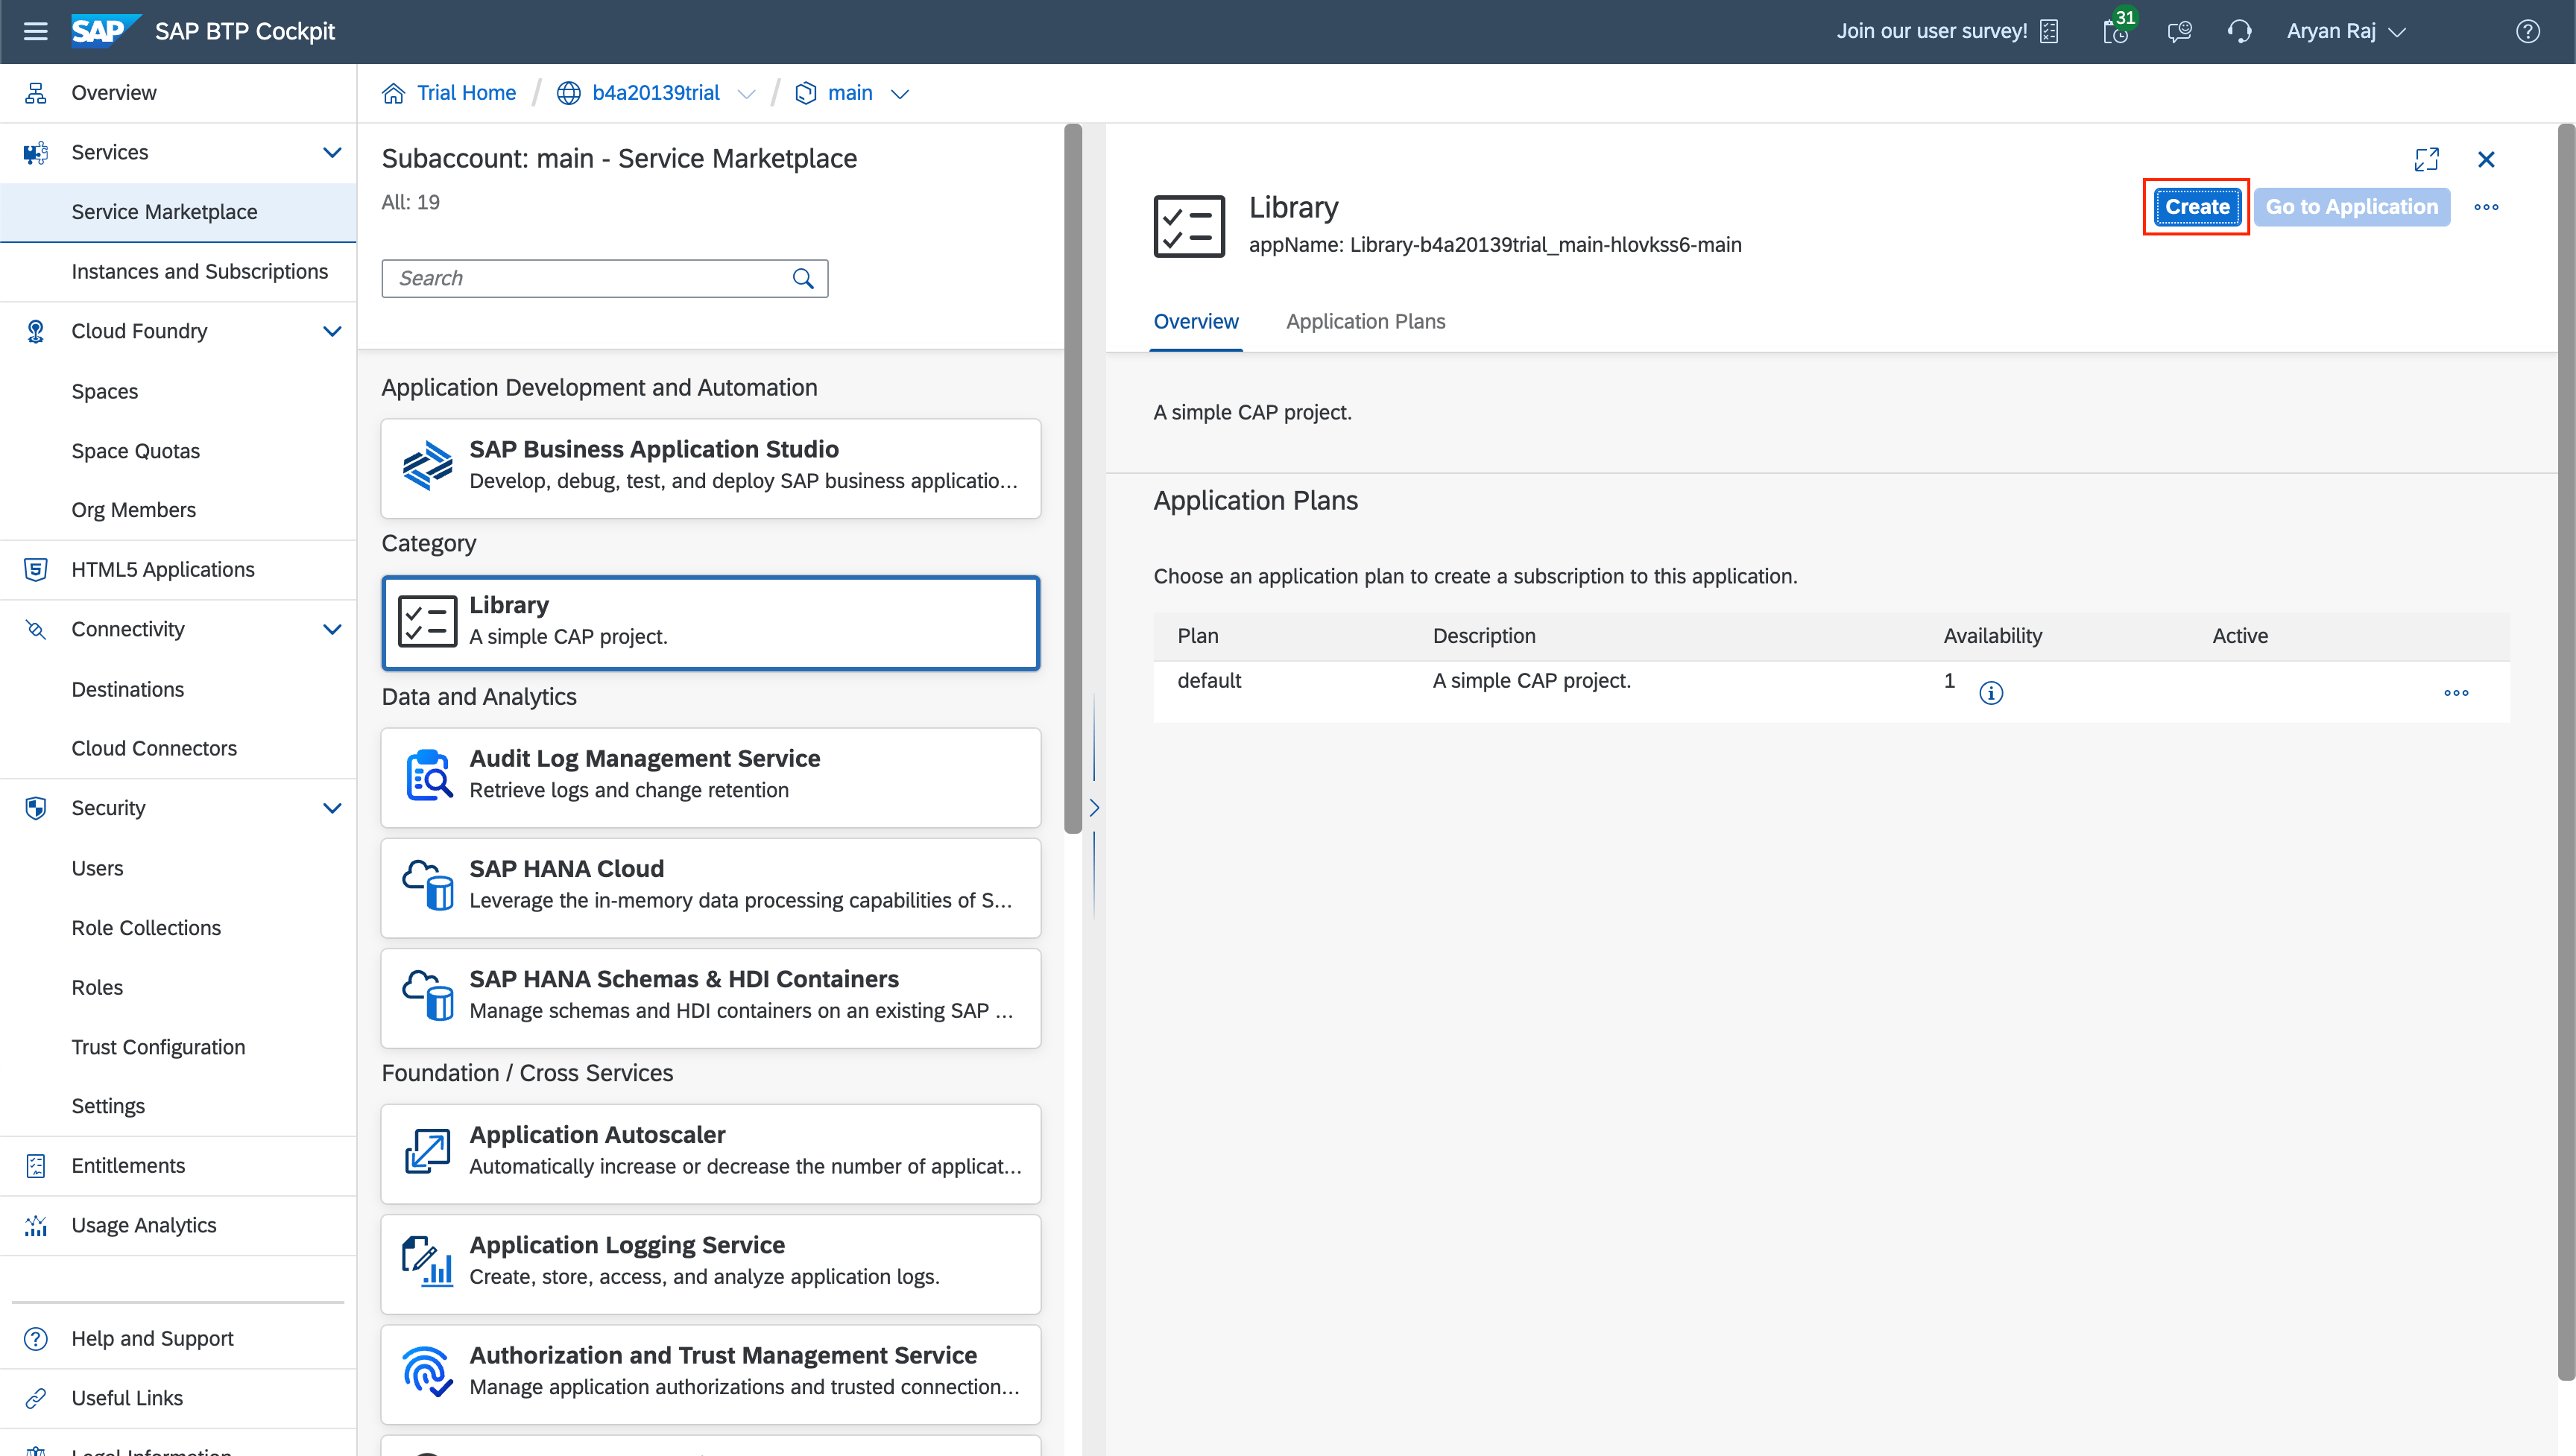 SAP SAP BTP Cockpit
Join our user survey!
31
Aryan Raj
Overview
Services
Service Marketplace
Instances and Subscriptions
Cloud Foundry
Spaces
Space Quotas
Org Members
HTML5 Applications
Connectivity
Destinations
Cloud Connectors
Security
Users
Role Collections
Roles
Trust Configuration
Settings
Entitlements
Usage Analytics
Help and Support
Useful Links
Legal Information
Trial Home / b4a20139trial / main
Subaccount: main - Service Marketplace
All: 19
Search
Application Development and Automation
SAP Business Application Studio
Develop, debug, test, and deploy SAP business applicatio...
Category
Library
A simple CAP project.
Data and Analytics
Audit Log Management Service
Retrieve logs and change retention
SAP HANA Cloud
Leverage the in-memory data processing capabilities of S...
SAP HANA Schemas & HDI Containers
Manage schemas and HDI containers on an existing SAP ...
Foundation / Cross Services
Application Autoscaler
Automatically increase or decrease the number of applicat...
Application Logging Service
Create, store, access, and analyze application logs.
Authorization and Trust Management Service
Manage application authorizations and trusted connection...
Library
appName: Library-b4a20139trial_main-hlovkss6-main
Create Go to Application
Overview Application Plans
A simple CAP project.
Application Plans
Choose an application plan to create a subscription to this application.
Plan Description Availability Active
default A simple CAP project. 1